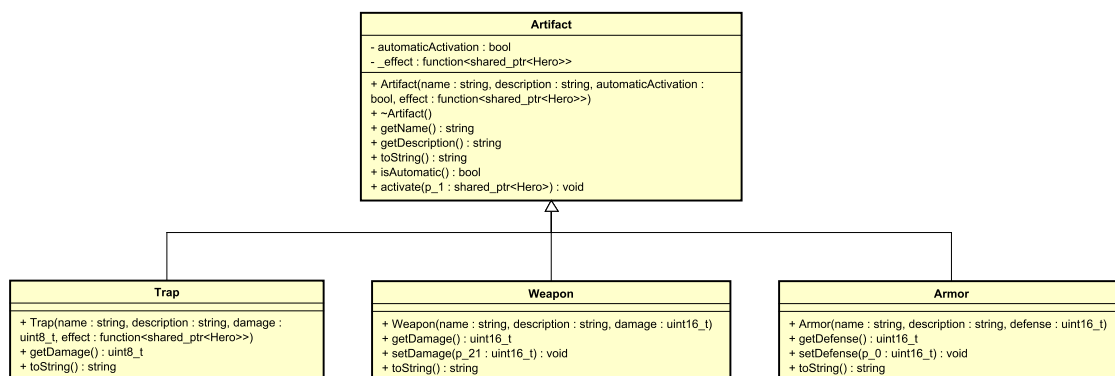 Artifact
- automaticActivation : bool
- _effect : function<shared_ptr<Hero>>
+ Artifact(name : string, description : string, automaticActivation :
bool, effect : function<shared_ptr<Hero>>)
+ ~Artifact()
+ getName() : string
+ getDescription() : string
+ toString() : string
+ isAutomatic() : bool
+ activate(p_1 : shared_ptr<Hero>) : void
Trap
+ Trap(name : string, description : string, damage :
uint8_t, effect : function<shared_ptr<Hero>>)
+ getDamage() : uint8_t
+ toString() : string
Weapon
+ Weapon(name : string, description : string, damage : uint16_t)
+ getDamage() : uint16_t
+ setDamage(p_21 : uint16_t) : void
+ toString() : string
Armor
+ Armor(name : string, description : string, defense : uint16_t)
+ getDefense() : uint16_t
+ setDefense(p_0 : uint16_t) : void
+ toString() : string